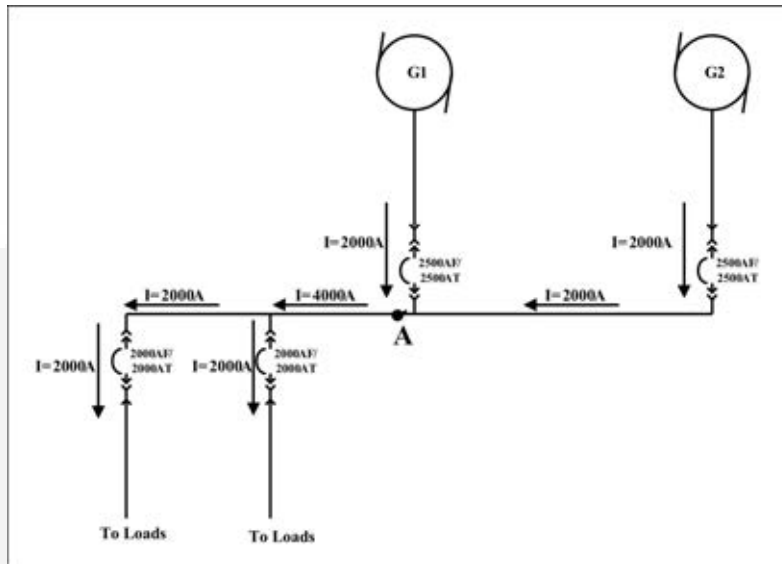 G1
G2
I=2000A
2500AF/
2500AT
I=2000A
2500AF/
2500AT
I=2000A
I=4000A
I=2000A
A
I=2000A
2000AF/
2000AT
I=2000A
2000AF/
2000AT
To Loads
To Loads